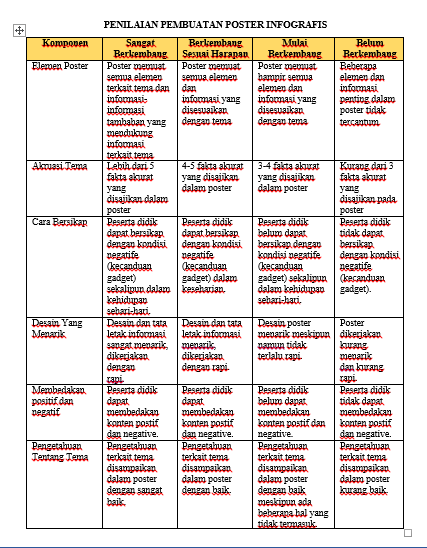 PENILAIAN PEMBUATAN POSTER INFOGRAFIS
Komponen
Sangat
Berkembang
Berkembang
Sesuai Harapan
Mulai
Berkembang
Belum
Berkembang
Elemen Poster
Poster memuat
semua elemen
terkait tema dan
informasi-
informasi
tambahan yang
mendukung
informasi
terkait tema
Poster memuat
semua elemen
dan
informasi yang
disesuaikan
dengan tema
Poster memuat
hampir semua
elemen dan
informasi yang
disesuaikan
dengan tema
Beberapa
elemen dan
informasi
penting dalam
poster tidak
tercantum.
Akruasi Tema
Lebih dari 5
fakta akurat
yang
disajikan dalam
poster
4-5 fakta akurat
yang disajikan
dalam poster
3-4 fakta akurat
yang disajikan
dalam poster
Kurang dari 3
fakta akurat
yang
disajikan pada
poster
Cara Bersikap
Peserta didik
dapat bersikap
dengan kondisi
negatife
(kecanduan
gadget)
sekalipun dalam
kehidupan
sehari-hari.
Peserta didik
dapat bersikap
dengan kondisi
negatife
(kecanduan
gadget) dalam
keseharian.
Peserta didik
belum dapat
bersikap dengan
kondisi negatife
(kecanduan
gadget) sekalipun
dalam kehidupan
sehari-hari.
Peserta didik
tidak dapat
bersikap
dengan kondisi
negatife
(kecanduan
gadget).
Desain Yang
Menarik
Desain dan tata
letak informasi
sangat menarik,
dikerjakan
dengan
rapi.
Desain dan tata
letak informasi
menarik,
dikerjakan
dengan rapi.
Desain poster
menarik meskipun
namun tidak
terlalu rapi.
Poster
dikerjakan
kurang
menarik
dan kurang
rapi.
Membedakan
positif dan
negatif
Peserta didik
dapat
membedakan
konten postif
dan negative.
Peserta didik
dapat
membedakan
konten postif
dan negative.
Peserta didik
belum dapat
membedakan
konten postif dan
negative.
Peserta didik
tidak dapat
membedakan
konten postif
dan negative.
Pengetahuan
Tentang Tema
Pengetahuan
terkait tema
disampaikan
dalam poster
dengan sangat
baik.
Pengetahuan
terkait tema
disampaikan
dalam poster
dengan baik.
Pengetahuan
terkait tema
disampaikan
dalam poster
dengan baik
meskipun ada
beberapa hal yang
tidak termasuk.
Pengetahuan
terkait tema
disampaikan
dalam poster
kurang baik.